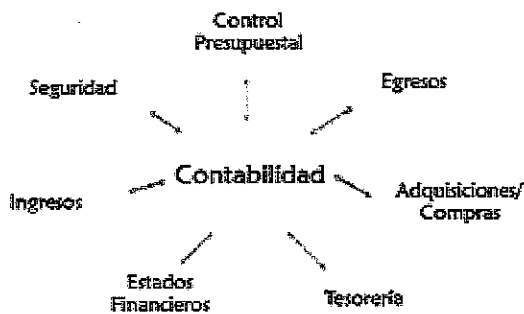 Control
Presupuestal
Seguridad
Egresos
Contabilidad
Ingresos
Adquisiciones/
Compras
Estados
Financieros
Tesorería